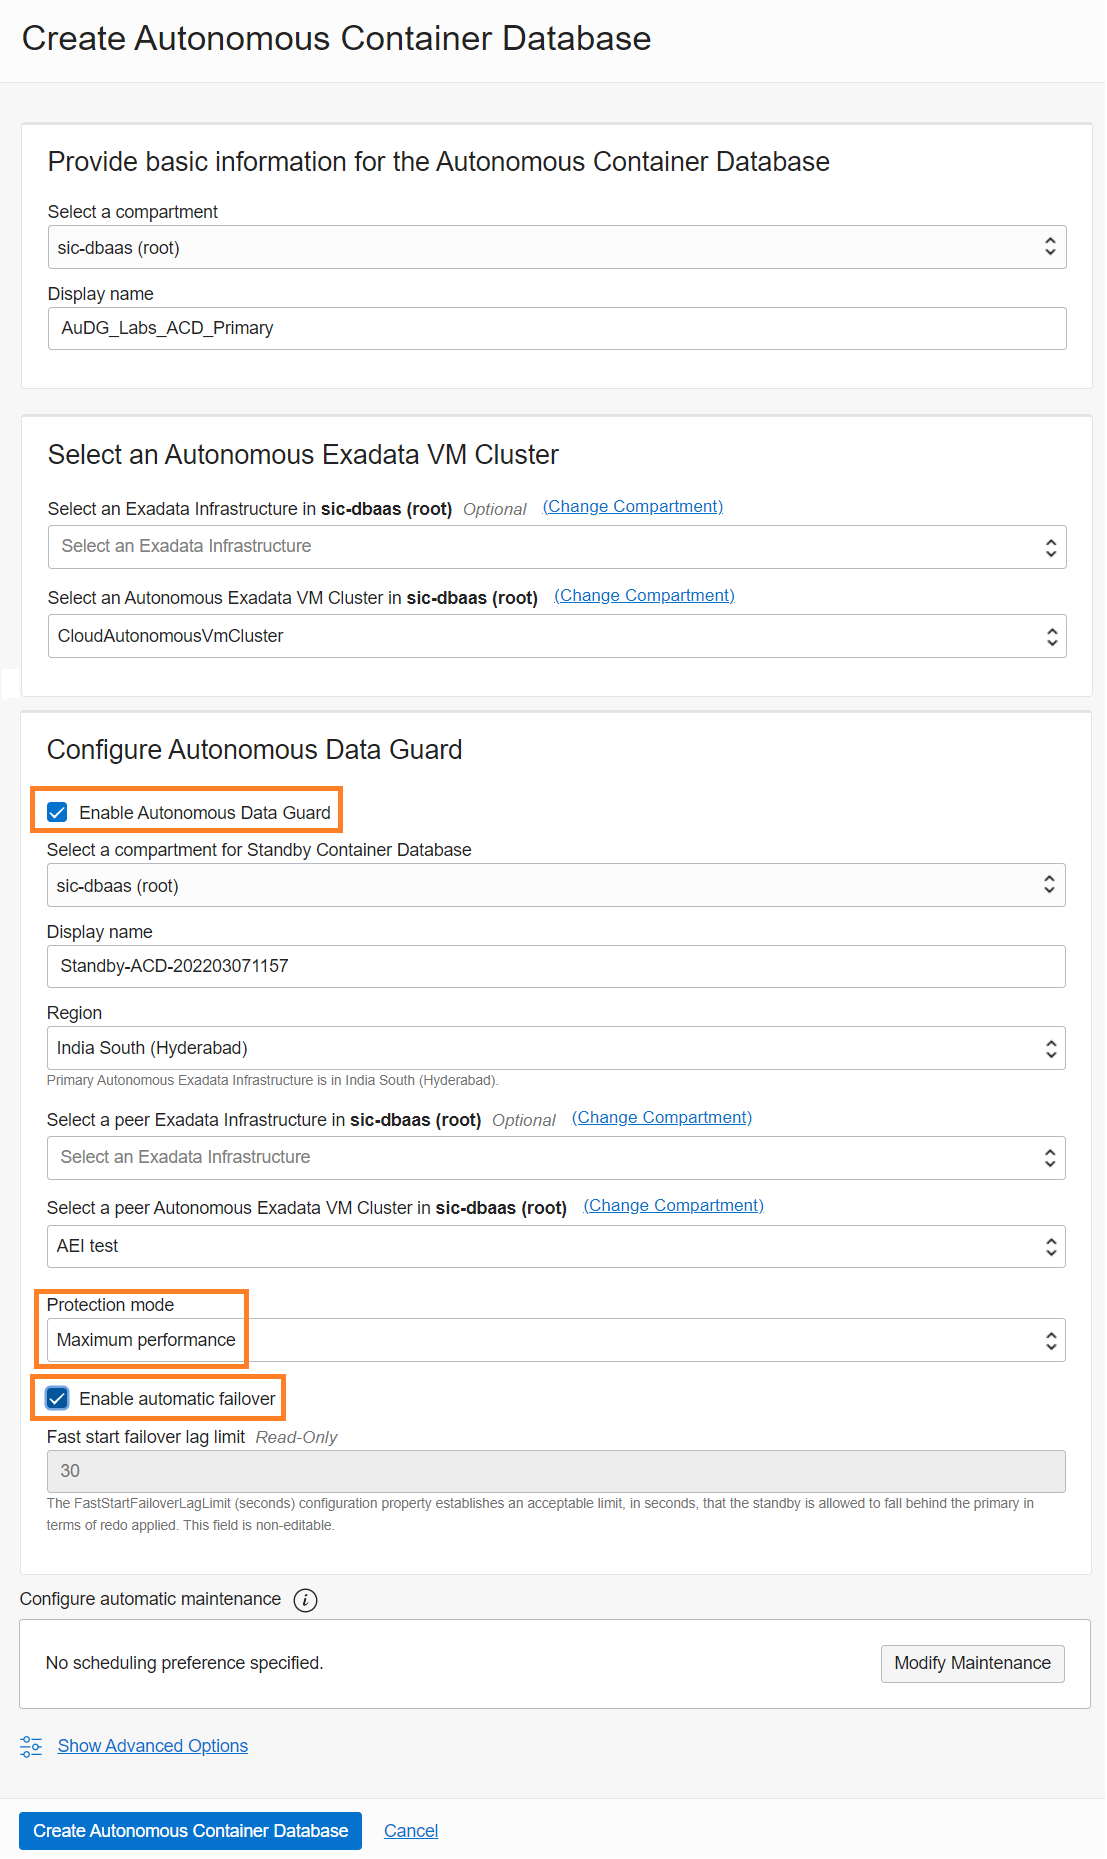 Create Autonomous Container Database
Provide basic information for the Autonomous Container Database
Select a compartment
sic-dbaas (root)
Display name
AuDG_Labs_ACD_Primary
Select an Autonomous Exadata VM Cluster
Select an Exadata Infrastructure in sic-dbaas (root) Optional (Change Compartment)
Select an Exadata Infrastructure
Select an Autonomous Exadata VM Cluster in sic-dbaas (root) (Change Compartment)
CloudAutonomousVmCluster
Configure Autonomous Data Guard
Enable Autonomous Data Guard
Select a compartment for Standby Container Database
sic-dbaas (root)
Display name
Standby-ACD-202203071157
Region
India South (Hyderabad)
Primary Autonomous Exadata Infrastructure is in India South (Hyderabad).
Select a peer Exadata Infrastructure in sic-dbaas (root) Optional (Change Compartment)
Select an Exadata Infrastructure
Select a peer Autonomous Exadata VM Cluster in sic-dbaas (root) (Change Compartment)
AEI test
Protection mode
Maximum performance
Enable automatic failover
Fast start failover lag limit Read-Only
30
The FastStartFailoverLagLimit (seconds) configuration property establishes an acceptable limit, in seconds, that the standby is allowed to fall behind the primary in
terms of redo applied. This field is non-editable.
Configure automatic maintenance
No scheduling preference specified.
Modify Maintenance
Show Advanced Options
Create Autonomous Container Database Cancel